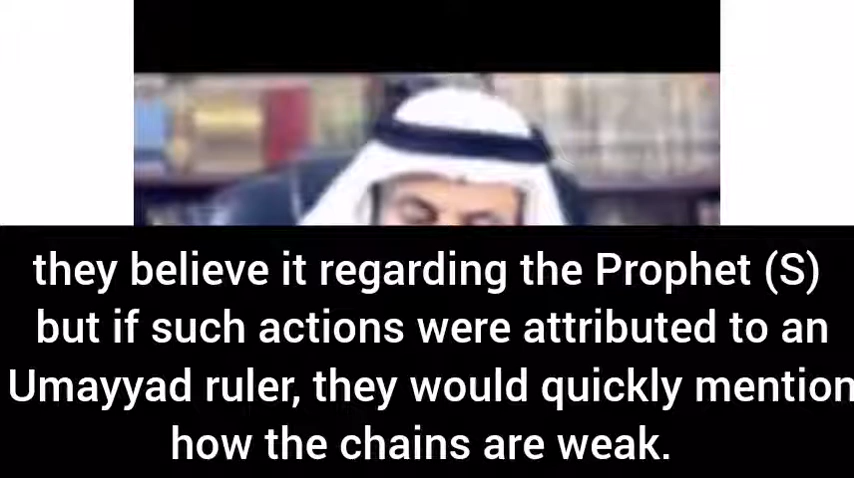 they believe it regarding the Prophet (S)
but if such actions were attributed to an
Umayyad ruler, they would quickly mention
how the chains are weak.